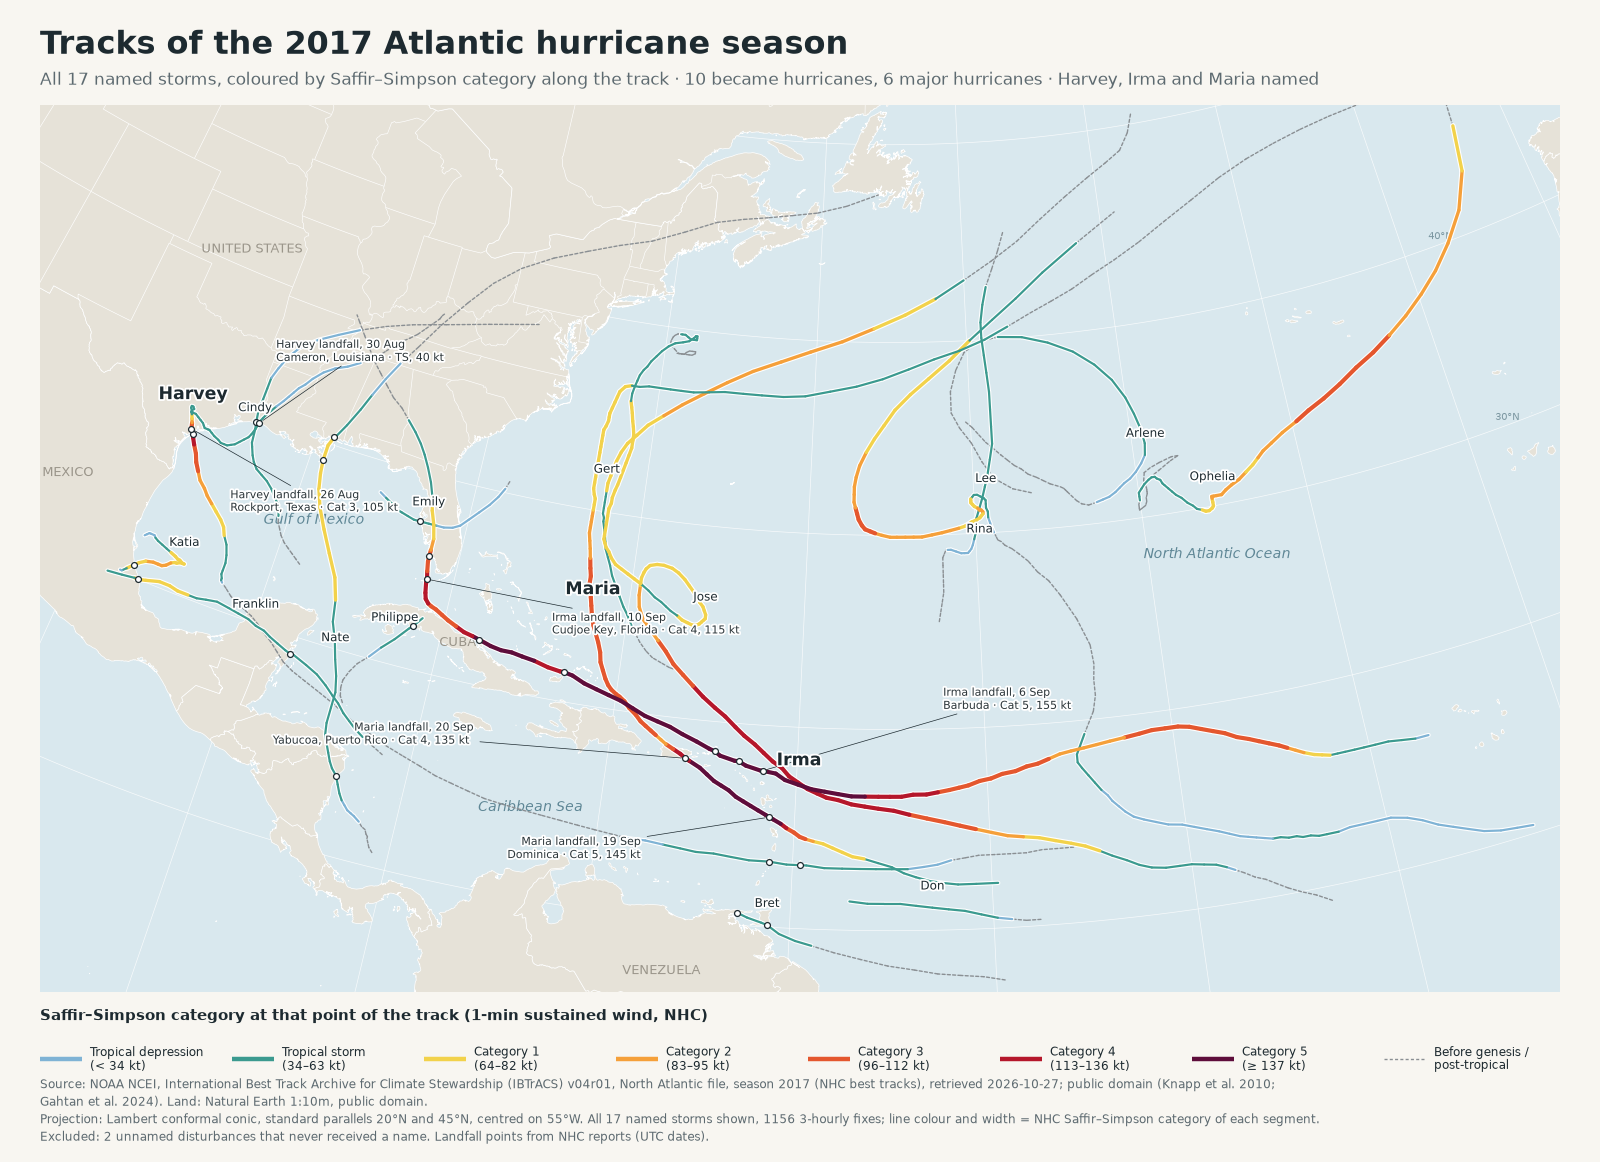 Tracks of the 2017 Atlantic hurricane season
All 17 named storms, coloured by Saffir–Simpson category along the track · 10 became hurricanes, 6 major hurricanes · Harvey, Irma and Maria named
40°N
UNITED STATES
Harvey landfall, 30 Aug
Cameron, Louisiana · TS, 40 kt
Harvey
Cindy
30°N
Arlene
MEXICO
Gert
Lee
Ophelia
Harvey landfall, 26 Aug
Rockport, Texas · Cat 3, 105 kt
Emily
Gulf of Mexico
Rina
Katia
North Atlantic Ocean
Maria
Jose
Franklin
Philippe
Irma landfall, 10 Sep
Cudjoe Key, Florida · Cat 4, 115 kt
Nate
CUBA
Irma landfall, 6 Sep
Barbuda · Cat 5, 155 kt
Maria landfall, 20 Sep
Yabucoa, Puerto Rico · Cat 4, 135 kt
Irma
Caribbean Sea
Maria landfall, 19 Sep
Dominica · Cat 5, 145 kt
Don
Bret
VENEZUELA
Saffir–Simpson category at that point of the track (1-min sustained wind, NHC)
Tropical depression
(< 34 kt)
Tropical storm
(34–63 kt)
Category 1
(64–82 kt)
Category 2
(83–95 kt)
Category 3
(96–112 kt)
Category 4
(113–136 kt)
Category 5
(≥ 137 kt)
Before genesis /
post-tropical
Source: NOAA NCEI, International Best Track Archive for Climate Stewardship (IBTrACS) v04r01, North Atlantic file, season 2017 (NHC best tracks), retrieved 2026-10-27; public domain (Knapp et al. 2010;
Gahtan et al. 2024). Land: Natural Earth 1:10m, public domain.
Projection: Lambert conformal conic, standard parallels 20°N and 45°N, centred on 55°W. All 17 named storms shown, 1156 3-hourly fixes; line colour and width = NHC Saffir–Simpson category of each segment.
Excluded: 2 unnamed disturbances that never received a name. Landfall points from NHC reports (UTC dates).